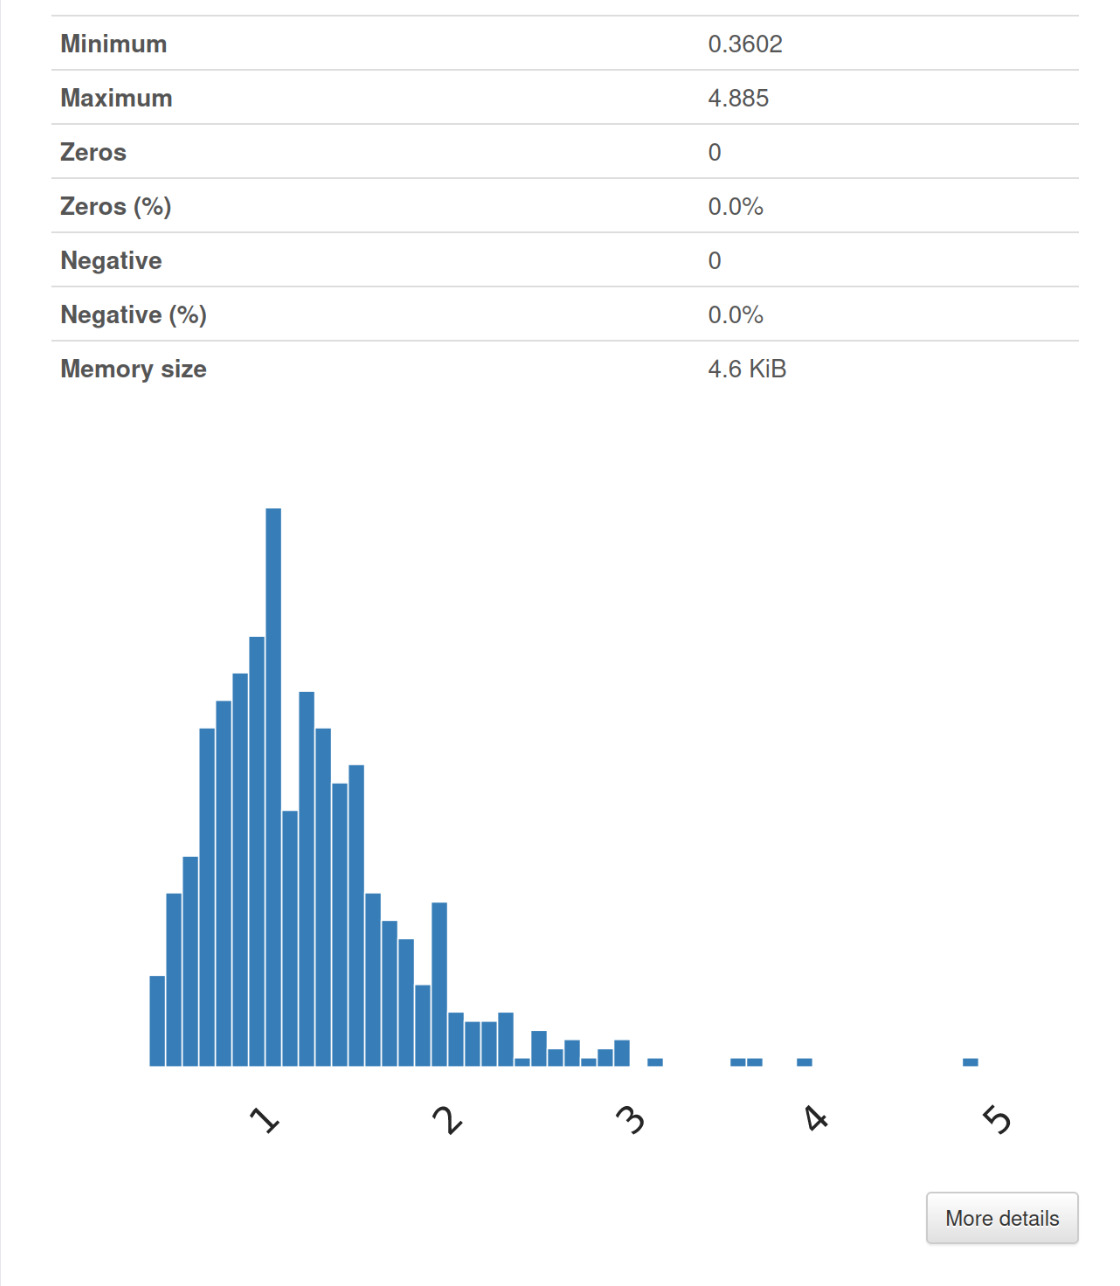 Minimum 0.3602
Maximum 4.885
Zeros 0
Zeros (%) 0.0%
Negative 0
Negative (%) 0.0%
Memory size 4.6 KiB
1 2 3 4 5
More details